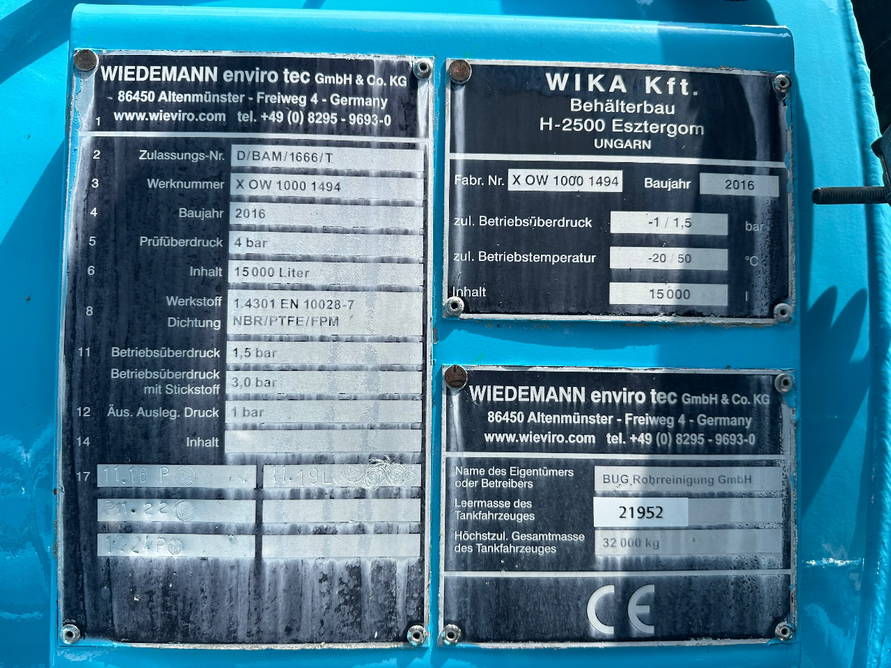 WIEDEMANN enviro tec GmbH & Co. KG
86450 Altenmünster - Freiweg 4 - Germany
1 www.wieviro.com tel. +49 (0) 8295 - 9693-0
2 Zulassungs-Nr. D/BAM/1666/T
3 Werknummer X OW 1000 1494
4 Baujahr 2016
5 Prüfüberdruck 4 bar
6 Inhalt 15000 Liter
8 Werkstoff 1.4301 EN 10028-7
Dichtung NBR/PTFE/FPM
11 Betriebsüberdruck 1,5 bar
Betriebsüberdruck
mit Stickstoff 3,0 bar
12 Äus. Ausleg. Druck 1 bar
14 Inhalt
17 11.16 P 11.19L
WIKA Kft.
Behälterbau
H-2500 Esztergom
UNGARN
Fabr. Nr. X OW 1000 1494 Baujahr 2016
zul. Betriebsüberdruck -1 / 1,5 bar
zul. Betriebstemperatur -20 / 50 °C
Inhalt 15000 l
WIEDEMANN enviro tec GmbH & Co. KG
86450 Altenmünster - Freiweg 4 - Germany
www.wieviro.com tel. +49 (0) 8295 - 9693-0
Name des Eigentümers
oder Betreibers BUG Rohrreinigung GmbH
Leermasse des
Tankfahrzeuges 21952
Höchstzul. Gesamtmasse
des Tankfahrzeuges 32 000 kg
CE